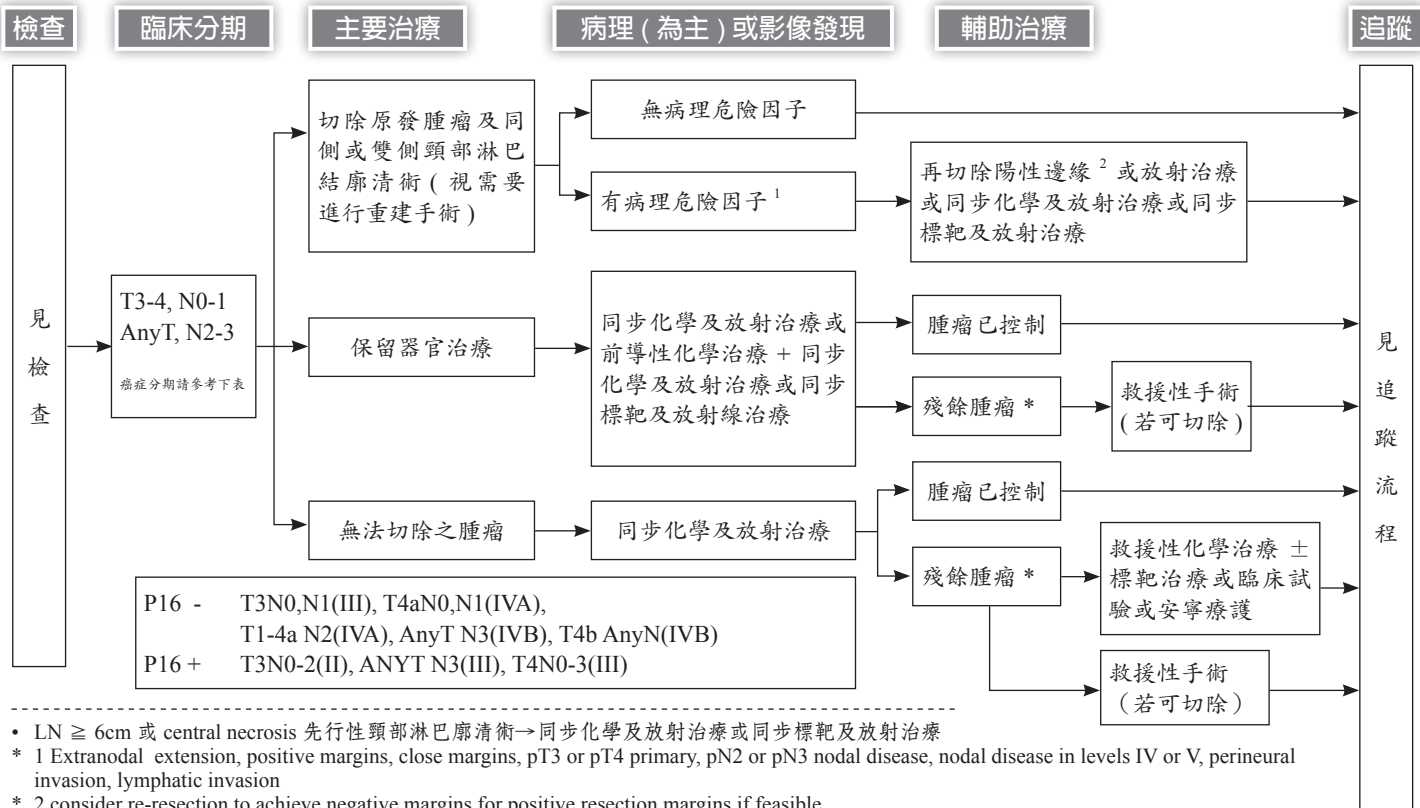 檢查
臨床分期
主要治療
病理 ( 為主 ) 或影像發現
輔助治療
追蹤
見
檢
查
T3-4, N0-1
AnyT, N2-3
癌症分期請參考下表
切除原發腫瘤及同
側或雙側頸部淋巴
結廓清術 ( 視需要
進行重建手術 )
無病理危險因子
有病理危險因子 1
再切除陽性邊緣 2 或放射治療
或同步化學及放射治療或同步
標靶及放射治療
保留器官治療
同步化學及放射治療或
前導性化學治療 + 同步
化學及放射治療或同步
標靶及放射線治療
腫瘤已控制
殘餘腫瘤 *
救援性手術
( 若可切除 )
無法切除之腫瘤
同步化學及放射治療
腫瘤已控制
殘餘腫瘤 *
救援性化學治療 ±
標靶治療或臨床試
驗或安寧療護
救援性手術
（若可切除）
見
追
蹤
流
程
P16 - T3N0,N1(III), T4aN0,N1(IVA),
T1-4a N2(IVA), AnyT N3(IVB), T4b AnyN(IVB)
P16 + T3N0-2(II), ANYT N3(III), T4N0-3(III)
• LN ≧ 6cm 或 central necrosis 先行性頸部淋巴廓清術→同步化學及放射治療或同步標靶及放射治療
* 1 Extranodal extension, positive margins, close margins, pT3 or pT4 primary, pN2 or pN3 nodal disease, nodal disease in levels IV or V, perineural
invasion, lymphatic invasion
* 2 consider re-resection to achieve negative margins for positive resection margins if feasible